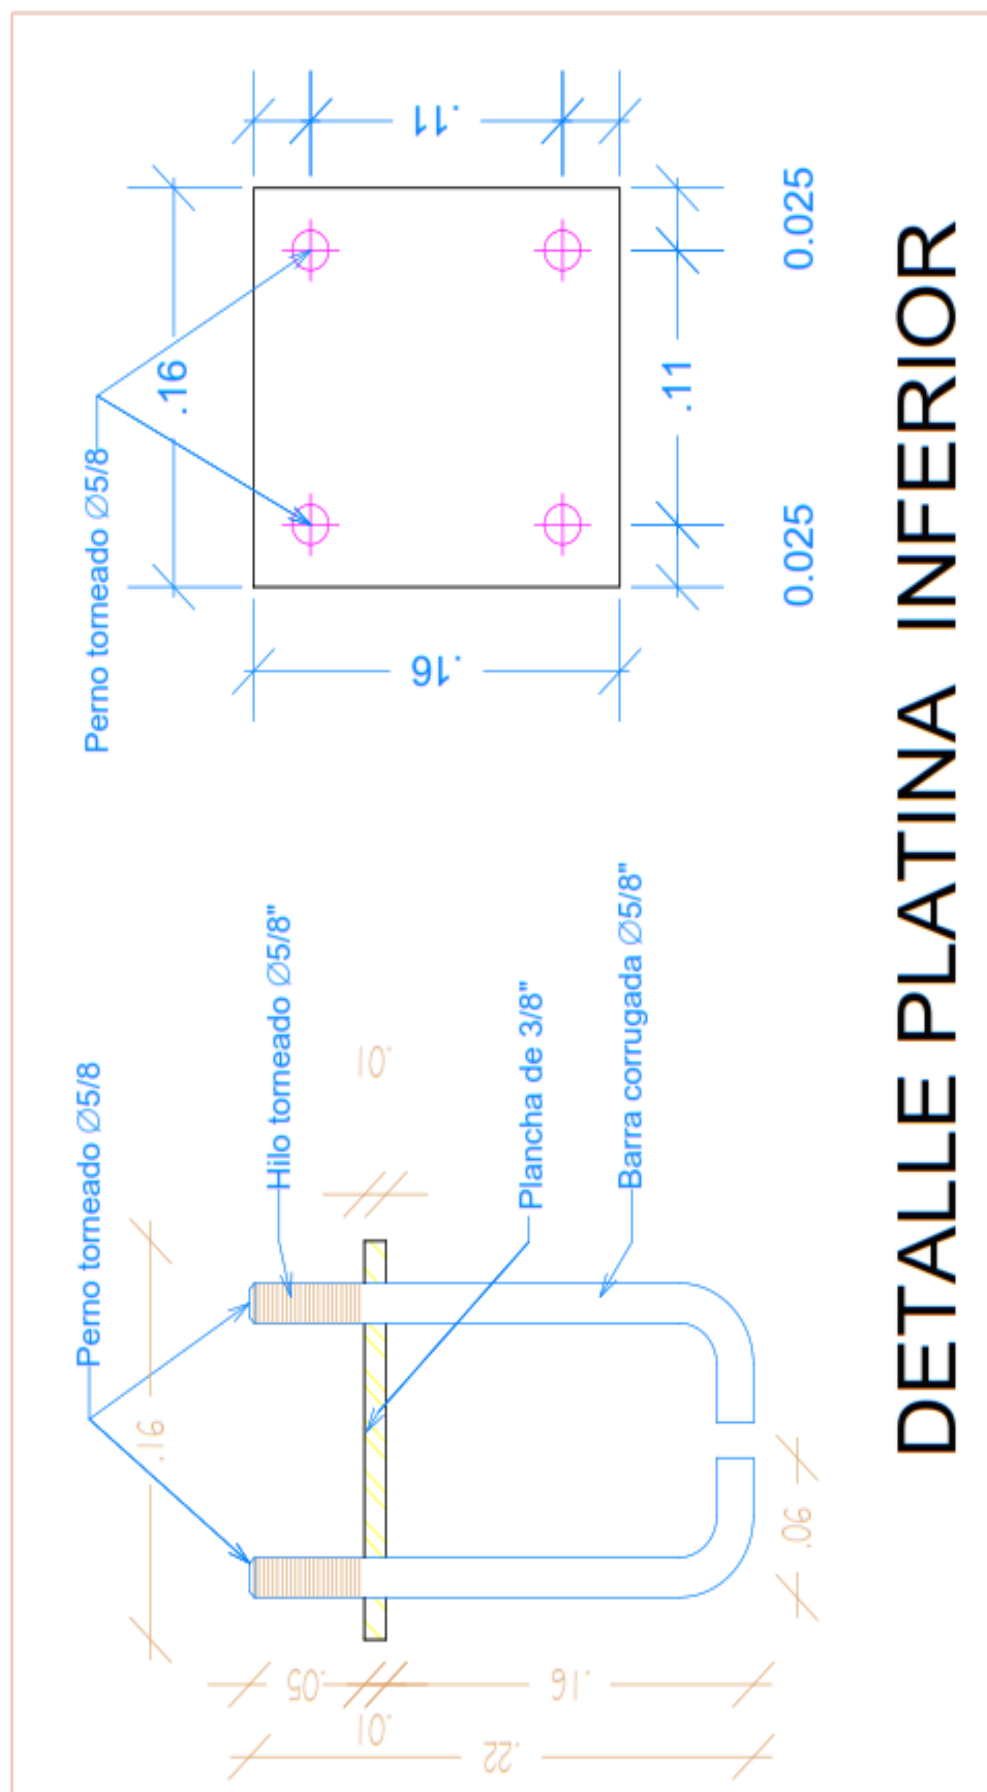 Perno torneado Ø5/8
.16
.11
.16
0.025
.11
0.025
Perno torneado Ø5/8
Hilo torneado Ø5/8"
.01
Plancha de 3/8"
Barra corrugada Ø5/8"
.16
.05
.01
.16
.22
.06
DETALLE PLATINA INFERIOR